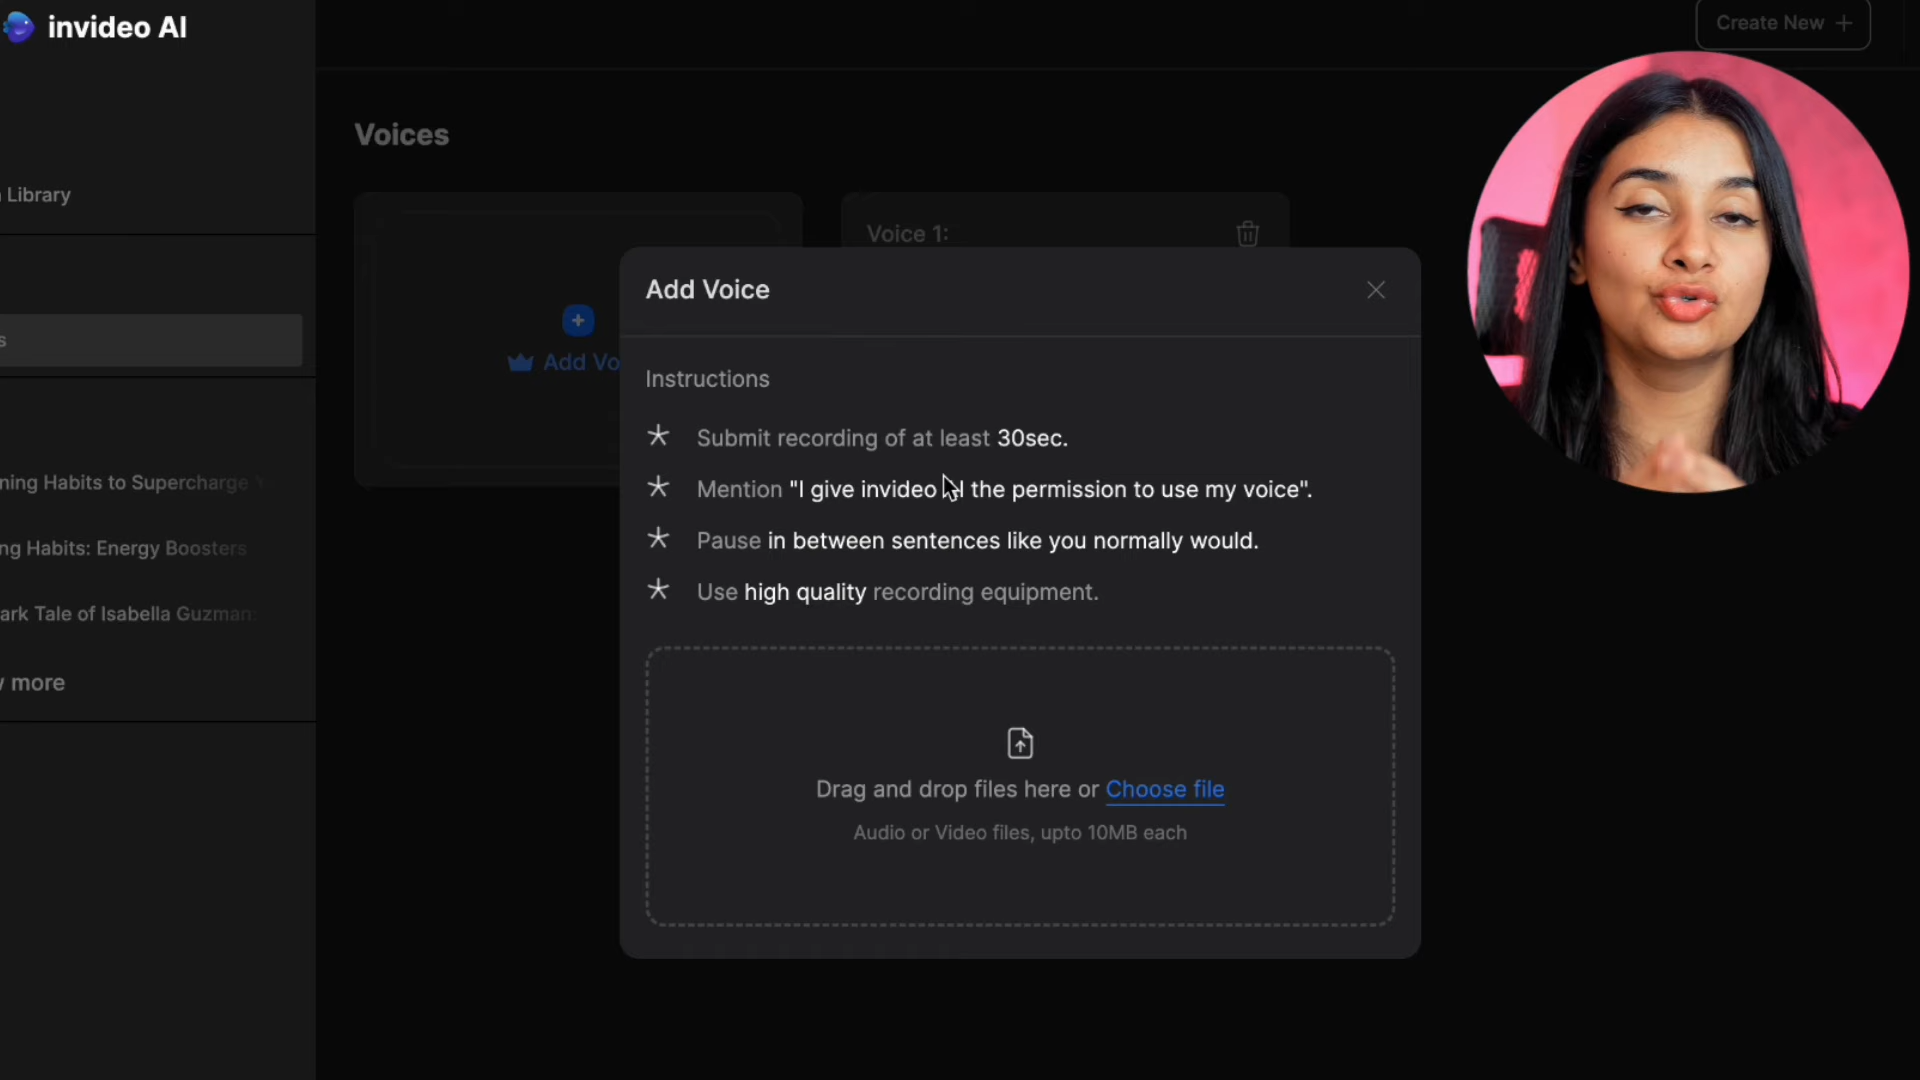 invideo AI
Create New +
Voices
Library
Voice 1:
Add Vo
Add Voice
Instructions
Submit recording of at least 30sec.
Mention "I give invideo the permission to use my voice".
Pause in between sentences like you normally would.
Use high quality recording equipment.
Habits to Supercharge
Habits: Energy Boosters
Tale of Isabella Guzman:
more
Drag and drop files here or Choose file
Audio or Video files, upto 10MB each